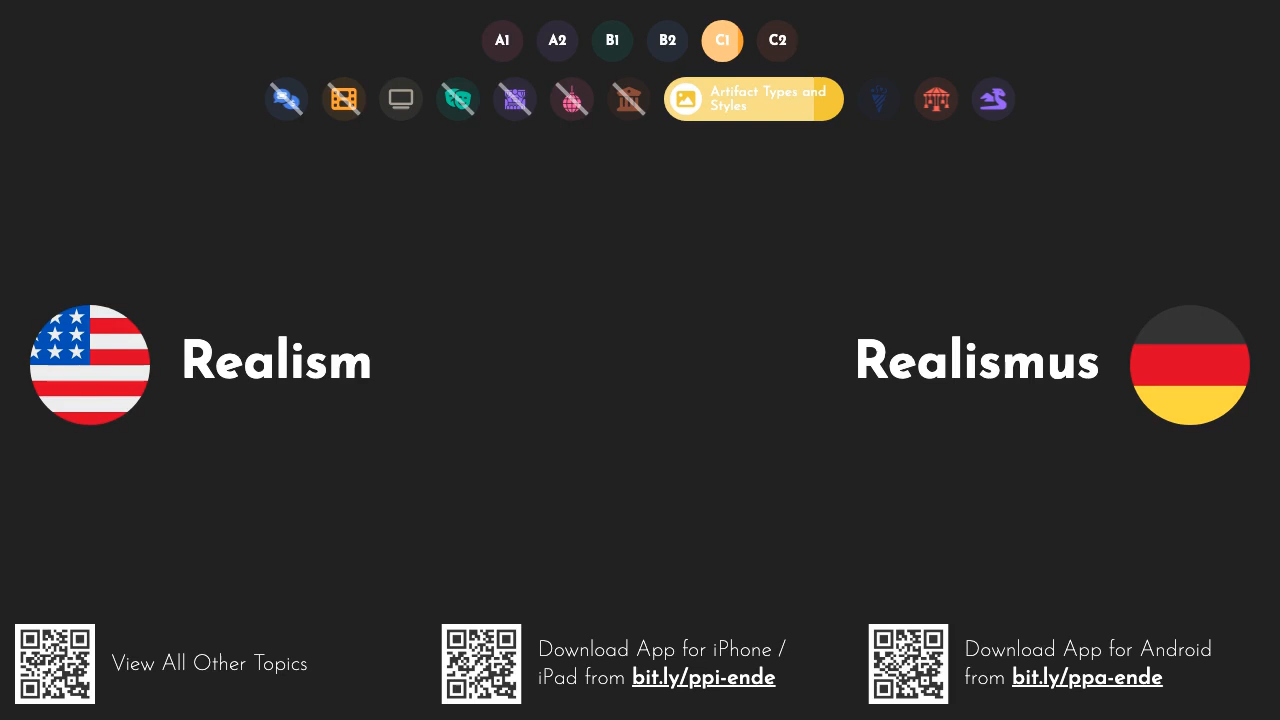 A1 A2 B1 B2 C1 C2
Artifact Types and
Styles
Realism
Realismus
View All Other Topics
Download App for iPhone /
iPad from bit.ly/ppi-ende
Download App for Android
from bit.ly/ppa-ende